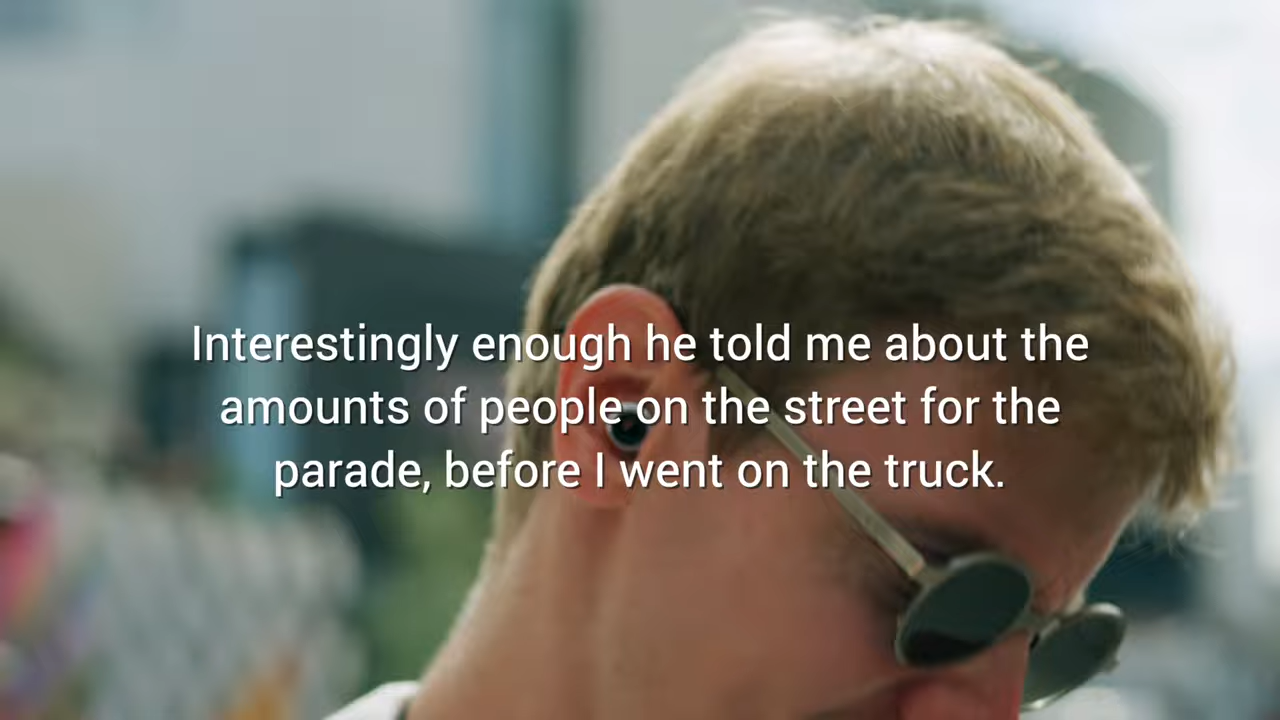 Interestingly enough he told me about the
amounts of people on the street for the
parade, before I went on the truck.